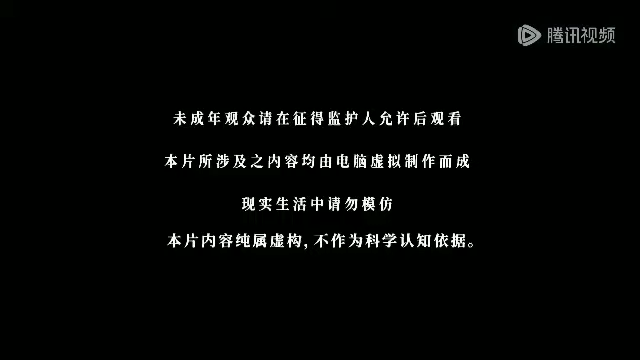 腾讯视频
未成年观众请在征得监护人允许后观看
本片所涉及之内容均由电脑虚拟制作而成
现实生活中请勿模仿
本片内容纯属虚构，不作为科学认知依据。